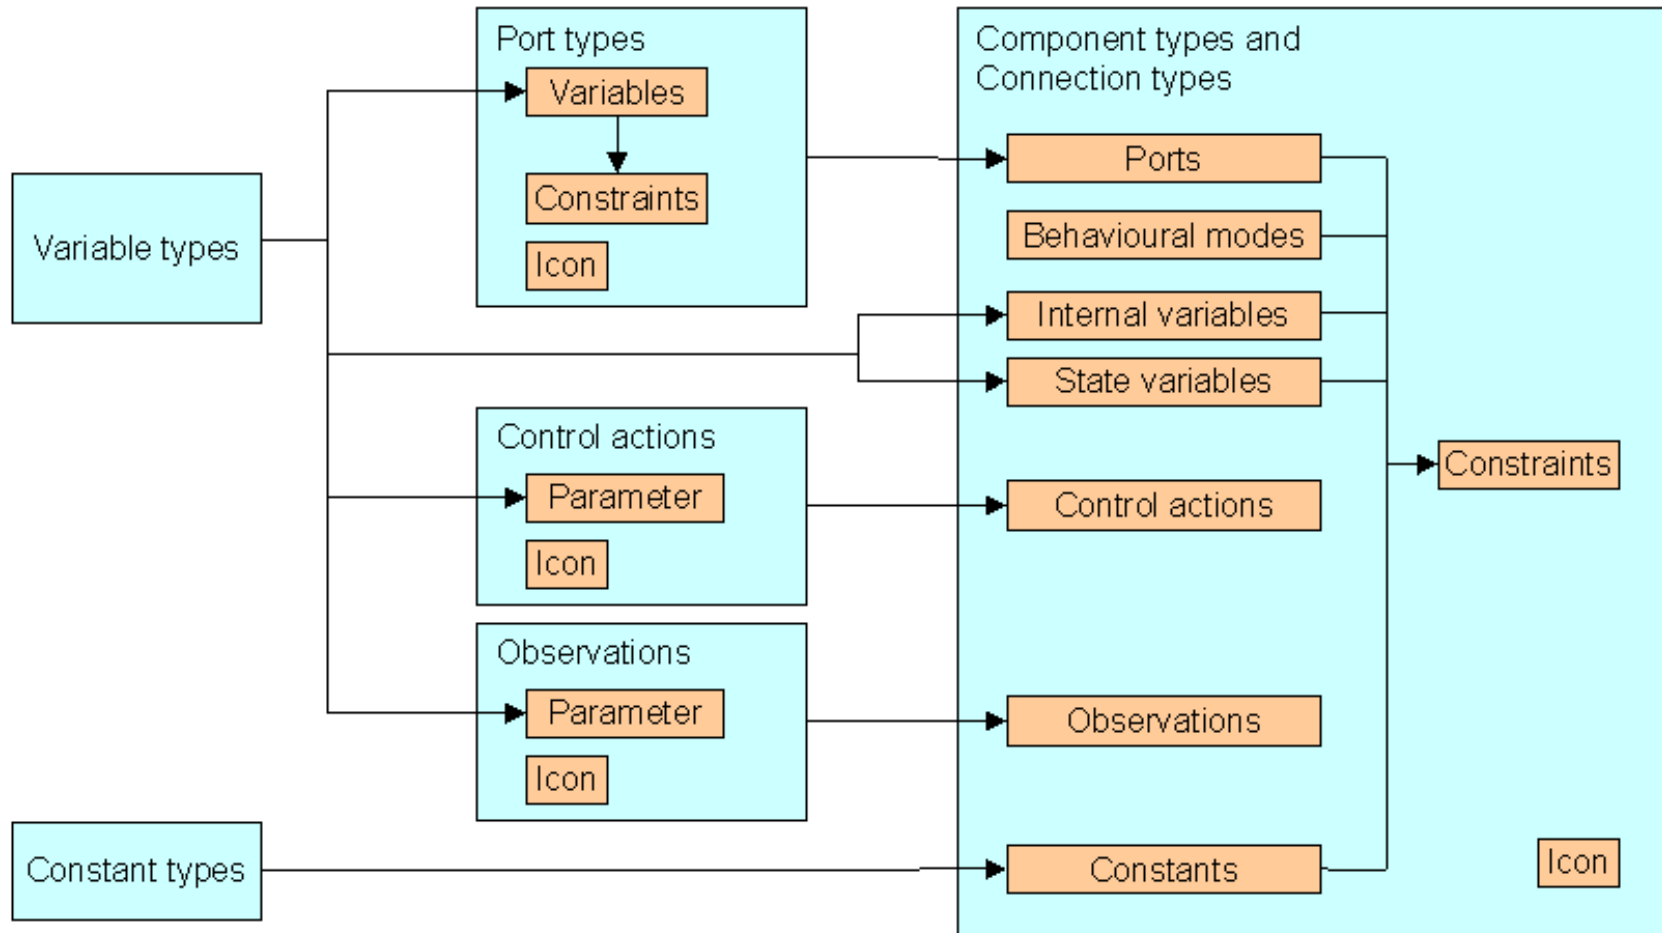 Variable types
Constant types
Port types
Variables
Constraints
Icon
Control actions
Parameter
Icon
Observations
Parameter
Icon
Component types and
Connection types
Ports
Behavioural modes
Internal variables
State variables
Control actions
Observations
Constants
Constraints
Icon